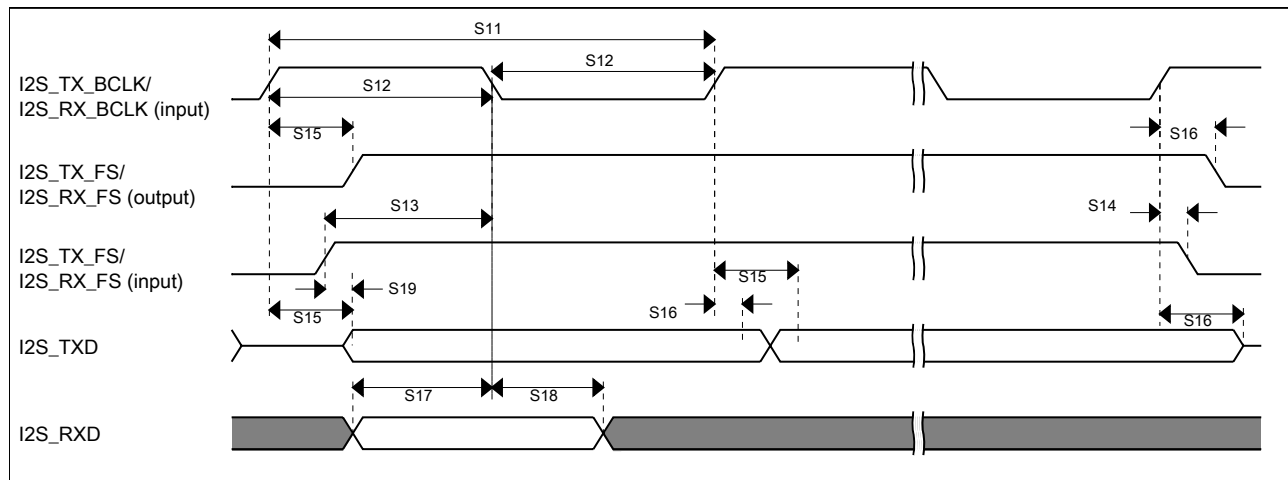 S11
S12
I2S_TX_BCLK/
I2S_RX_BCLK (input)
S12
S15
S16
I2S_TX_FS/
I2S_RX_FS (output)
S13
S14
I2S_TX_FS/
I2S_RX_FS (input)
S15
S19
S15
S16
S16
I2S_TXD
S17
S18
I2S_RXD